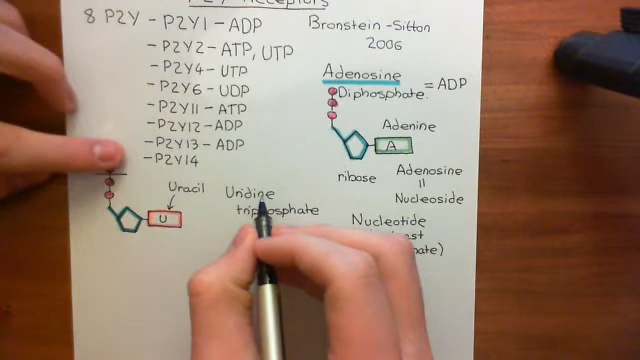 P2Y Receptors
8 P2Y - P2Y1 - ADP
- P2Y2 - ATP, UTP
- P2Y4 - UTP
- P2Y6 - UDP
- P2Y11 - ATP
- P2Y12 - ADP
- P2Y13 - ADP
- P2Y14
Bronstein - Sitton
2006
Adenosine
Diphosphate. = ADP
Adenine
A
ribose
Adenosine
=
Nucleoside
Nucleotide
Uracil
U
Uridine
triphosphate